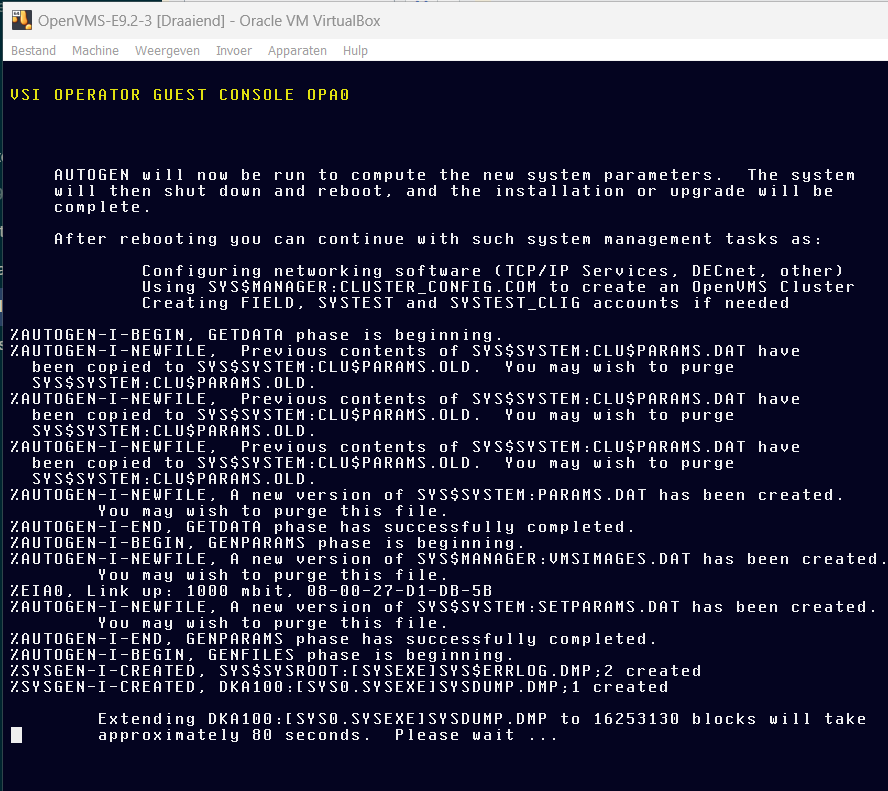 OpenVMS-E9.2-3 [Draaiend] - Oracle VM VirtualBox
Bestand Machine Weergeven Invoer Apparaten Hulp
VSI OPERATOR GUEST CONSOLE OPA0
AUTOGEN will now be run to compute the new system parameters. The system
will then shut down and reboot, and the installation or upgrade will be
complete.
After rebooting you can continue with such system management tasks as:
Configuring networking software (TCP/IP Services, DECnet, other)
Using SYS$MANAGER:CLUSTER_CONFIG.COM to create an OpenVMS Cluster
Creating FIELD, SYSTEST and SYSTEST_CLIG accounts if needed
%AUTOGEN-I-BEGIN, GETDATA phase is beginning.
%AUTOGEN-I-NEWFILE, Previous contents of SYS$SYSTEM:CLU$PARAMS.DAT have
been copied to SYS$SYSTEM:CLU$PARAMS.OLD. You may wish to purge
SYS$SYSTEM:CLU$PARAMS.OLD.
%AUTOGEN-I-NEWFILE, Previous contents of SYS$SYSTEM:CLU$PARAMS.DAT have
been copied to SYS$SYSTEM:CLU$PARAMS.OLD. You may wish to purge
SYS$SYSTEM:CLU$PARAMS.OLD.
%AUTOGEN-I-NEWFILE, Previous contents of SYS$SYSTEM:CLU$PARAMS.DAT have
been copied to SYS$SYSTEM:CLU$PARAMS.OLD. You may wish to purge
SYS$SYSTEM:CLU$PARAMS.OLD.
%AUTOGEN-I-NEWFILE, A new version of SYS$SYSTEM:PARAMS.DAT has been created.
You may wish to purge this file.
%AUTOGEN-I-END, GETDATA phase has successfully completed.
%AUTOGEN-I-BEGIN, GENPARAMS phase is beginning.
%AUTOGEN-I-NEWFILE, A new version of SYS$MANAGER:VMSIMAGES.DAT has been created.
You may wish to purge this file.
%EIA0, Link up: 1000 mbit, 08-00-27-D1-DB-5B
%AUTOGEN-I-NEWFILE, A new version of SYS$SYSTEM:SETPARAMS.DAT has been created.
You may wish to purge this file.
%AUTOGEN-I-END, GENPARAMS phase has successfully completed.
%AUTOGEN-I-BEGIN, GENFILES phase is beginning.
%SYSGEN-I-CREATED, SYS$SYSROOT:[SYSEXE]SYS$ERRLOG.DMP;2 created
%SYSGEN-I-CREATED, DKA100:[SYS0.SYSEXE]SYSDUMP.DMP;1 created
Extending DKA100:[SYS0.SYSEXE]SYSDUMP.DMP to 16253130 blocks will take
approximately 80 seconds. Please wait ...